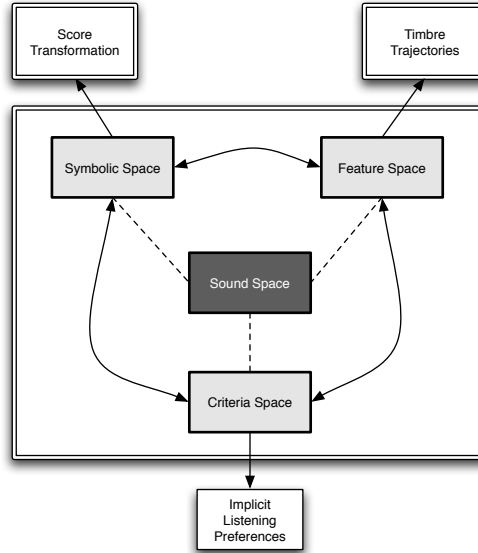 Score
Transformation
Timbre
Trajectories
Symbolic Space
Feature Space
Sound Space
Criteria Space
Implicit
Listening
Preferences